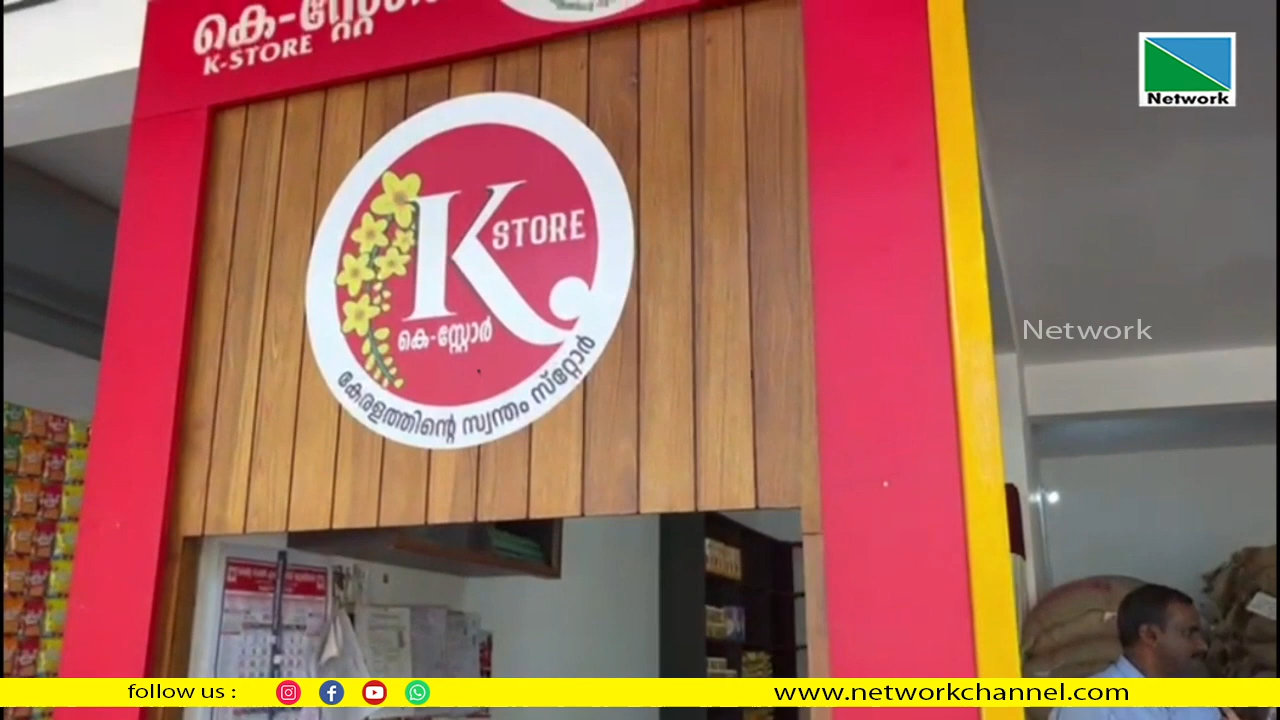 കെ-സ്റ്റോർ
K-STORE
Network
K STORE
കെ-സ്റ്റോർ
കേരളത്തിന്റെ സ്വന്തം സ്റ്റോർ
Network
follow us :
www.networkchannel.com